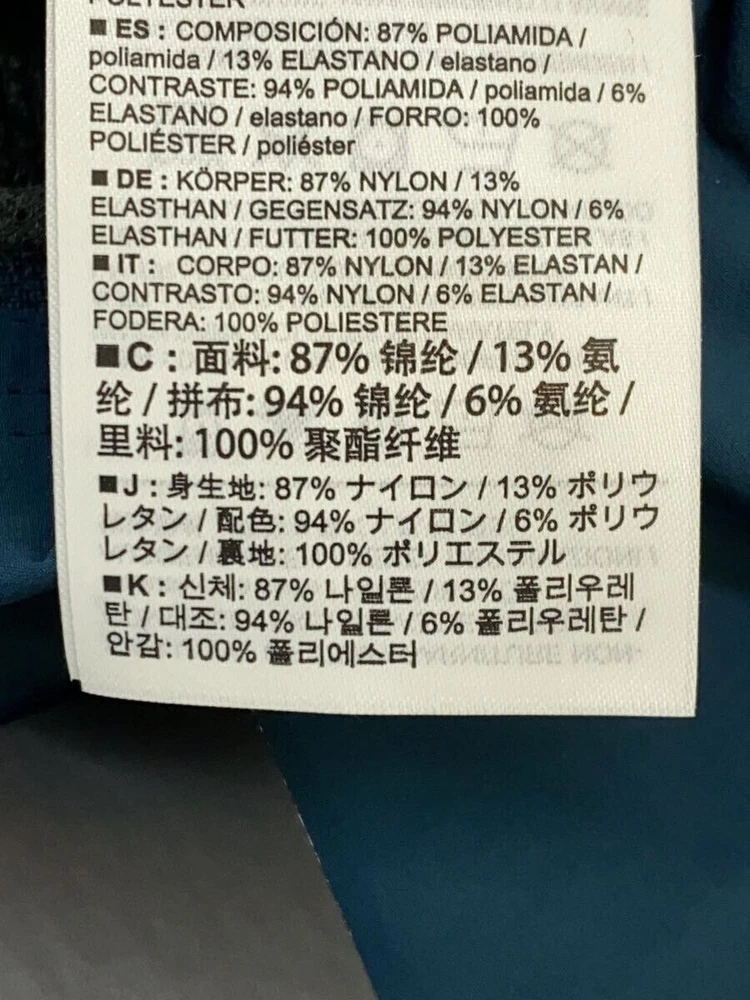 POLYESTER
■ ES : COMPOSICIÓN: 87% POLIAMIDA /
poliamida / 13% ELASTANO / elastano /
CONTRASTE: 94% POLIAMIDA / poliamida / 6%
ELASTANO / elastano / FORRO: 100%
POLIÉSTER / poliéster
■ DE : KÖRPER: 87% NYLON / 13%
ELASTHAN / GEGENSATZ: 94% NYLON / 6%
ELASTHAN / FUTTER: 100% POLYESTER
■ IT : CORPO: 87% NYLON / 13% ELASTAN /
CONTRASTO: 94% NYLON / 6% ELASTAN /
FODERA: 100% POLIESTERE
■C : 面料: 87% 锦纶 / 13% 氨
纶 / 拼布: 94% 锦纶 / 6% 氨纶 /
里料: 100% 聚酯纤维
■J : 身生地: 87% ナイロン / 13% ポリウ
レタン / 配色: 94% ナイロン / 6% ポリウ
レタン / 裏地: 100% ポリエステル
■K : 신체: 87% 나일론 / 13% 폴리우레
탄 / 대조: 94% 나일론 / 6% 폴리우레탄 /
안감: 100% 폴리에스터